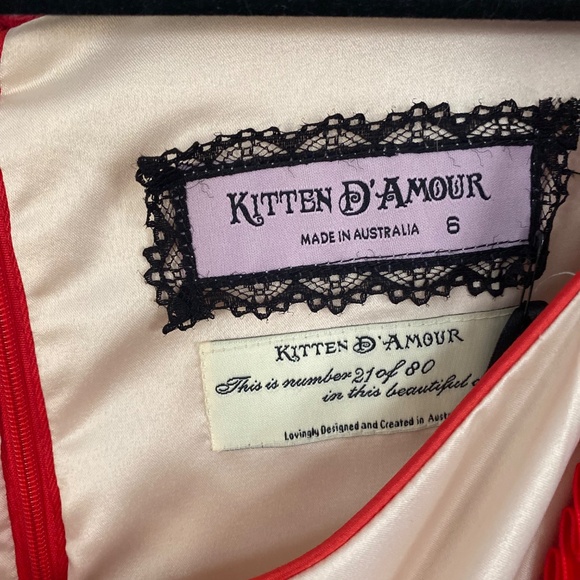 KITTEN D'AMOUR
MADE IN AUSTRALIA 6
KITTEN D'AMOUR
This is number 21 of 80
in this beautiful
Lovingly Designed and Created in